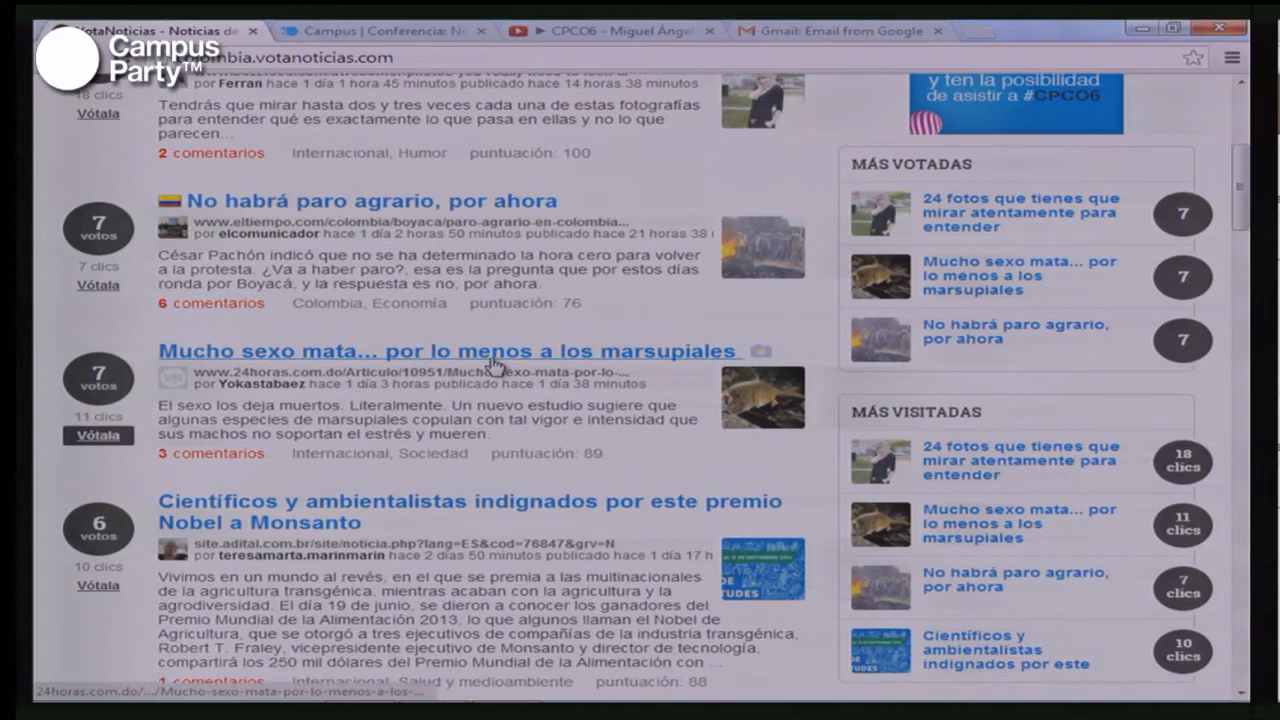 VotaNoticias - Noticias de
Campus | Conferencia: No
CPCO6 - Miguel Ángel
Gmail: Email from Google
Campus
Party™
lombia.votanoticias.com
por Ferran hace 1 día 1 hora 45 minutos publicado hace 14 horas 38 minutos
18 clics
Vótala
Tendrás que mirar hasta dos y tres veces cada una de estas fotografías
para entender qué es exactamente lo que pasa en ellas y no lo que
parecen...
2 comentarios Internacional, Humor puntuación: 100
No habrá paro agrario, por ahora
7
votos
7 clics
Vótala
www.eltiempo.com/colombia/boyaca/paro-agrario-en-colombia...
por elcomunicador hace 1 día 2 horas 50 minutos publicado hace 21 horas 38
César Pachón indicó que no se ha determinado la hora cero para volver
a la protesta. ¿Va a haber paro?, esa es la pregunta que por estos días
ronda por Boyacá, y la respuesta es no, por ahora.
6 comentarios Colombia, Economía puntuación: 76
Mucho sexo mata... por lo menos a los marsupiales
7
votos
11 clics
Vótala
VN
www.24horas.com.do/Articulo/10951/Mucho-sexo-mata-por-lo-...
por Yokastabaez hace 1 día 3 horas publicado hace 1 día 38 minutos
El sexo los deja muertos. Literalmente. Un nuevo estudio sugiere que
algunas especies de marsupiales copulan con tal vigor e intensidad que
sus machos no soportan el estrés y mueren.
3 comentarios Internacional, Sociedad puntuación: 89
Científicos y ambientalistas indignados por este premio
Nobel a Monsanto
6
votos
10 clics
Vótala
site.adital.com.br/site/noticia.php?lang=ES&cod=76847&grv=N
por teresamarta.marinmarin hace 2 días 50 minutos publicado hace 1 día 17 h
Vivimos en un mundo al revés, en el que se premia a las multinacionales
de la agricultura transgénica, mientras acaban con la agricultura y la
agrodiversidad. El día 19 de junio, se dieron a conocer los ganadores del
Premio Mundial de la Alimentación 2013, lo que algunos llaman el Nobel de
Agricultura, que se otorgó a tres ejecutivos de compañías de la industria transgénica,
Robert T. Fraley, vicepresidente ejecutivo de Monsanto y director de tecnología,
compartirá los 250 mil dólares del Premio Mundial de la Alimentación con ...
1 comentarios Internacional, Salud y medioambiente puntuación: 88
24horas.com.do/.../Mucho-sexo-mata-por-lo-menos-a-los-...
y ten la posibilidad
de asistir a #CPCO6
MÁS VOTADAS
24 fotos que tienes que
mirar atentamente para
entender
7
Mucho sexo mata... por
lo menos a los
marsupiales
7
No habrá paro agrario,
por ahora
7
MÁS VISITADAS
24 fotos que tienes que
mirar atentamente para
entender
18
clics
Mucho sexo mata... por
lo menos a los
marsupiales
11
clics
No habrá paro agrario,
por ahora
7
clics
Científicos y
ambientalistas
indignados por este
10
clics